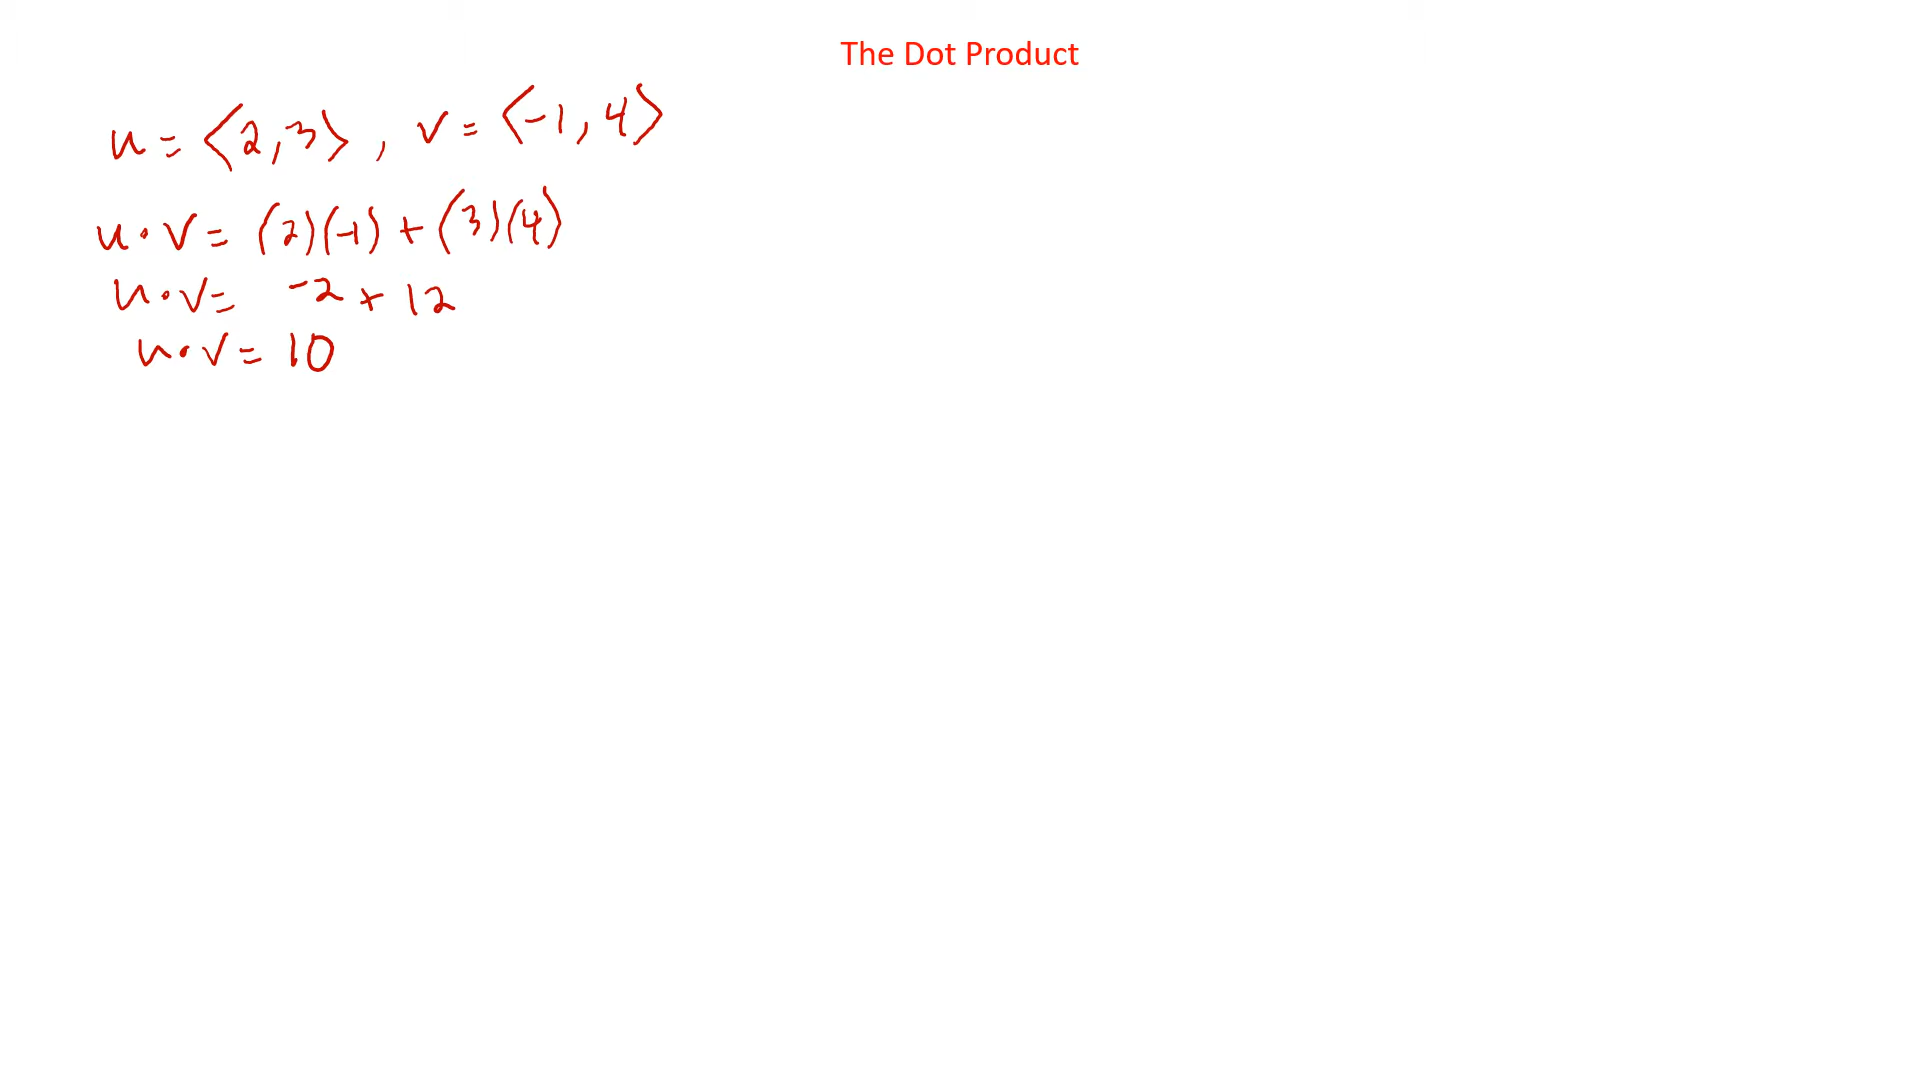 The Dot Product
u = ⟨2,3⟩, v = ⟨-1,4⟩
u · v = (2)(-1) + (3)(4)
u · v = -2 + 12
u · v = 10